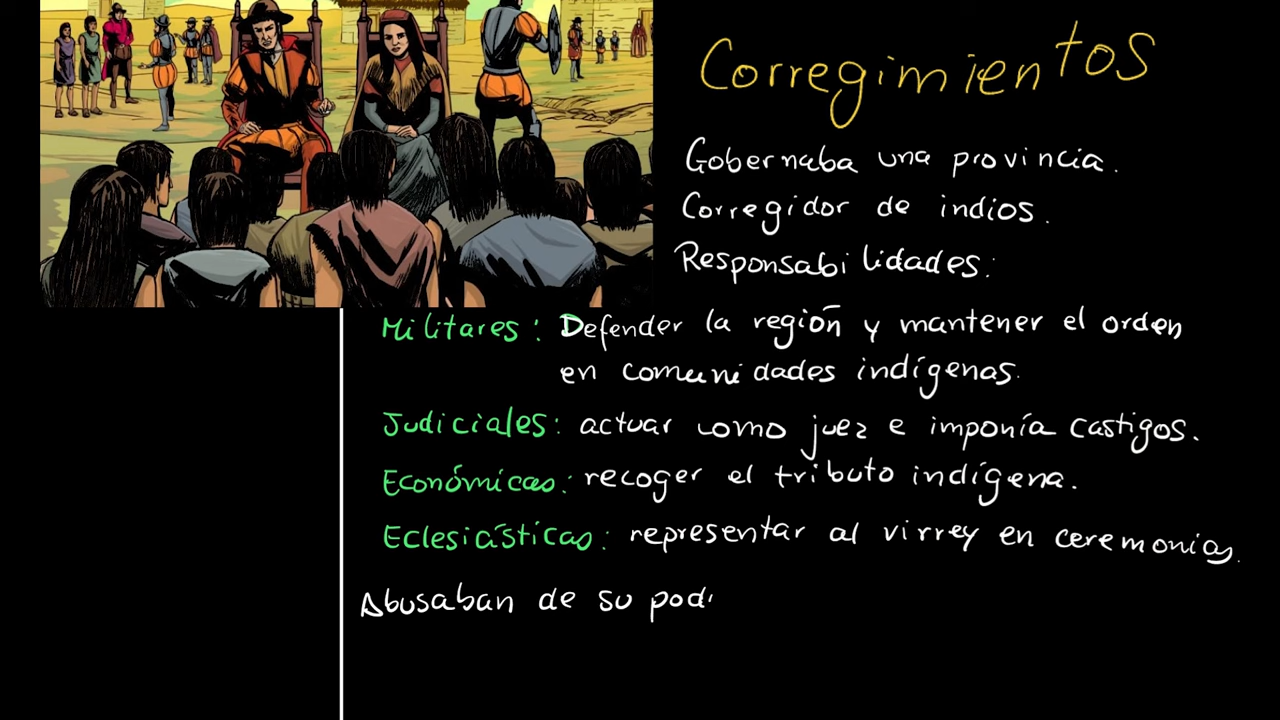 Corregimientos
Gobernaba una provincia.
Corregidor de indios.
Responsabilidades:
Militares: Defender la región y mantener el orden
en comunidades indígenas.
Judiciales: actuar como juez e imponía castigos.
Económicas: recoger el tributo indígena.
Eclesiásticas: representar al virrey en ceremonias.
Abusaban de su pod